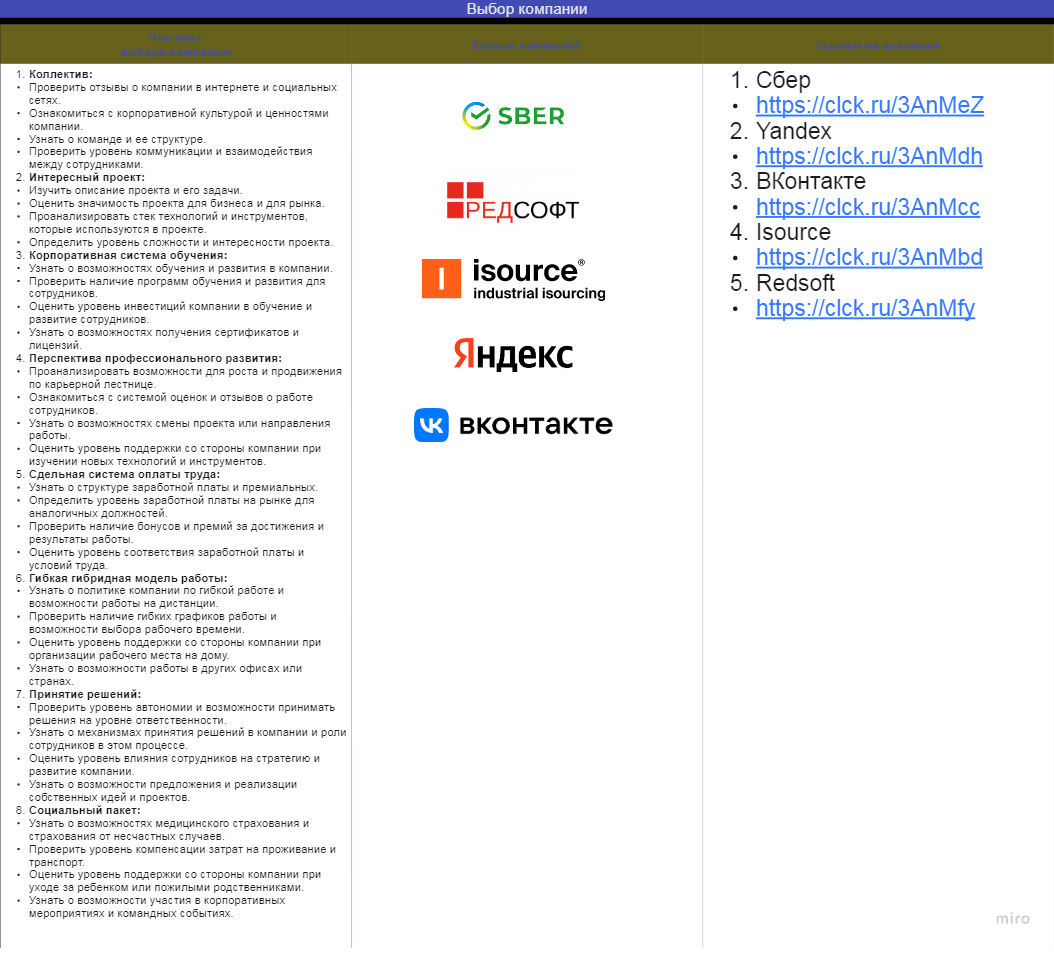 Выбор компании
Чек-лист
выбора компании
Список компаний
Ссылки на вакансии
1. Коллектив:
• Проверить отзывы о компании в интернете и социальных
сетях.
• Ознакомиться с корпоративной культурой и ценностями
компании.
• Узнать о команде и ее структуре.
• Проверить уровень коммуникации и взаимодействия
между сотрудниками.
2. Интересный проект:
• Изучить описание проекта и его задачи.
• Оценить значимость проекта для бизнеса и для рынка.
• Проанализировать стек технологий и инструментов,
которые используются в проекте.
• Определить уровень сложности и интересности проекта.
3. Корпоративная система обучения:
• Узнать о возможностях обучения и развития в компании.
• Проверить наличие программ обучения и развития для
сотрудников.
• Оценить уровень инвестиций компании в обучение и
развитие сотрудников.
• Узнать о возможностях получения сертификатов и
лицензий.
4. Перспектива профессионального развития:
• Проанализировать возможности для роста и продвижения
по карьерной лестнице.
• Ознакомиться с системой оценок и отзывов о работе
сотрудников.
• Узнать о возможностях смены проекта или направления
работы.
• Оценить уровень поддержки со стороны компании при
изучении новых технологий и инструментов.
5. Сдельная система оплаты труда:
• Узнать о структуре заработной платы и премиальных.
• Определить уровень заработной платы на рынке для
аналогичных должностей.
• Проверить наличие бонусов и премий за достижения и
результаты работы.
• Оценить уровень соответствия заработной платы и
условий труда.
6. Гибкая гибридная модель работы:
• Узнать о политике компании по гибкой работе и
возможности работы на дистанции.
• Проверить наличие гибких графиков работы и
возможности выбора рабочего времени.
• Оценить уровень поддержки со стороны компании при
организации рабочего места на дому.
• Узнать о возможности работы в других офисах или
странах.
7. Принятие решений:
• Проверить уровень автономии и возможности принимать
решения на уровне ответственности.
• Узнать о механизмах принятия решений в компании и роли
сотрудников в этом процессе.
• Оценить уровень влияния сотрудников на стратегию и
развитие компании.
• Узнать о возможности предложения и реализации
собственных идей и проектов.
8. Социальный пакет:
• Узнать о возможностях медицинского страхования и
страхования от несчастных случаев.
• Проверить уровень компенсации затрат на проживание и
транспорт.
• Оценить уровень поддержки со стороны компании при
уходе за ребенком или пожилыми родственниками.
• Узнать о возможности участия в корпоративных
мероприятиях и командных событиях.
SBER
РЕДСОФТ
isource®
industrial isourcing
Яндекс
вконтакте
1. Сбер
• https://clck.ru/3AnMeZ
2. Yandex
• https://clck.ru/3AnMdh
3. ВКонтакте
• https://clck.ru/3AnMcc
4. Isource
• https://clck.ru/3AnMbd
5. Redsoft
• https://clck.ru/3AnMfy
miro